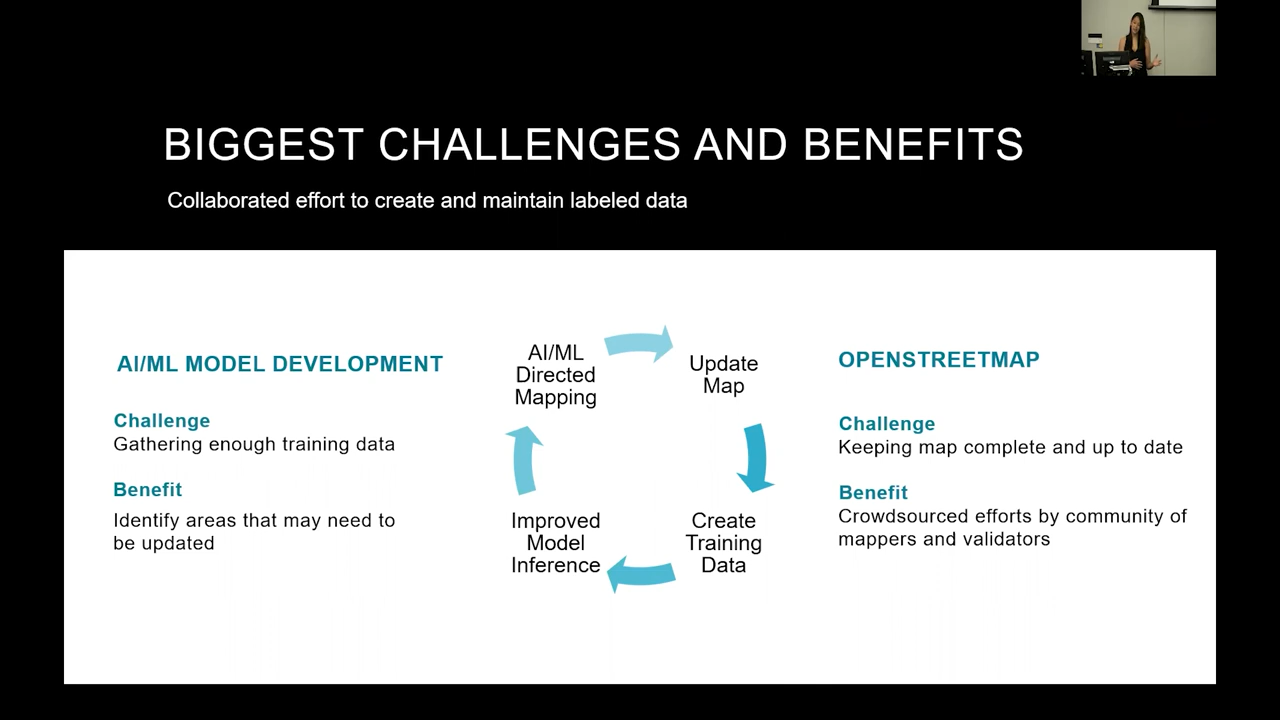 BIGGEST CHALLENGES AND BENEFITS
Collaborated effort to create and maintain labeled data
AI/ML MODEL DEVELOPMENT
Challenge
Gathering enough training data
Benefit
Identify areas that may need to
be updated
AI/ML
Directed
Mapping
Update
Map
Create
Training
Data
Improved
Model
Inference
OPENSTREETMAP
Challenge
Keeping map complete and up to date
Benefit
Crowdsourced efforts by community of
mappers and validators